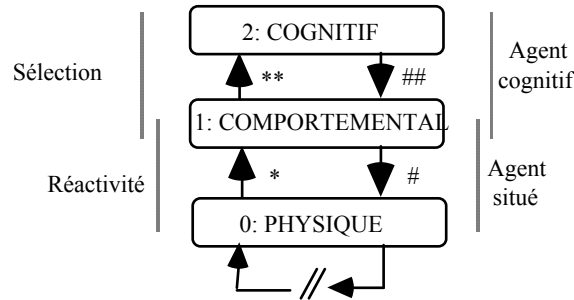 2: COGNITIF
Sélection
**
##
Agent
cognitif
1: COMPORTEMENTAL
Réactivité
*
#
Agent
situé
0: PHYSIQUE
//